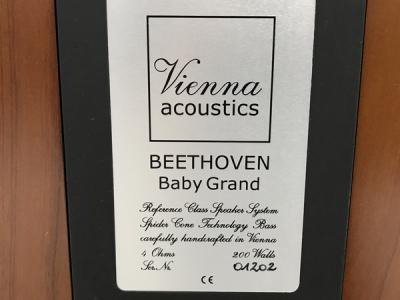 Vienna
acoustics
BEETHOVEN
Baby Grand
Reference Class Speaker System
Spider Cone Technology Bass
carefully handcrafted in Vienna
4 Ohms 200 Watts
Ser.Nr. 01202
CE